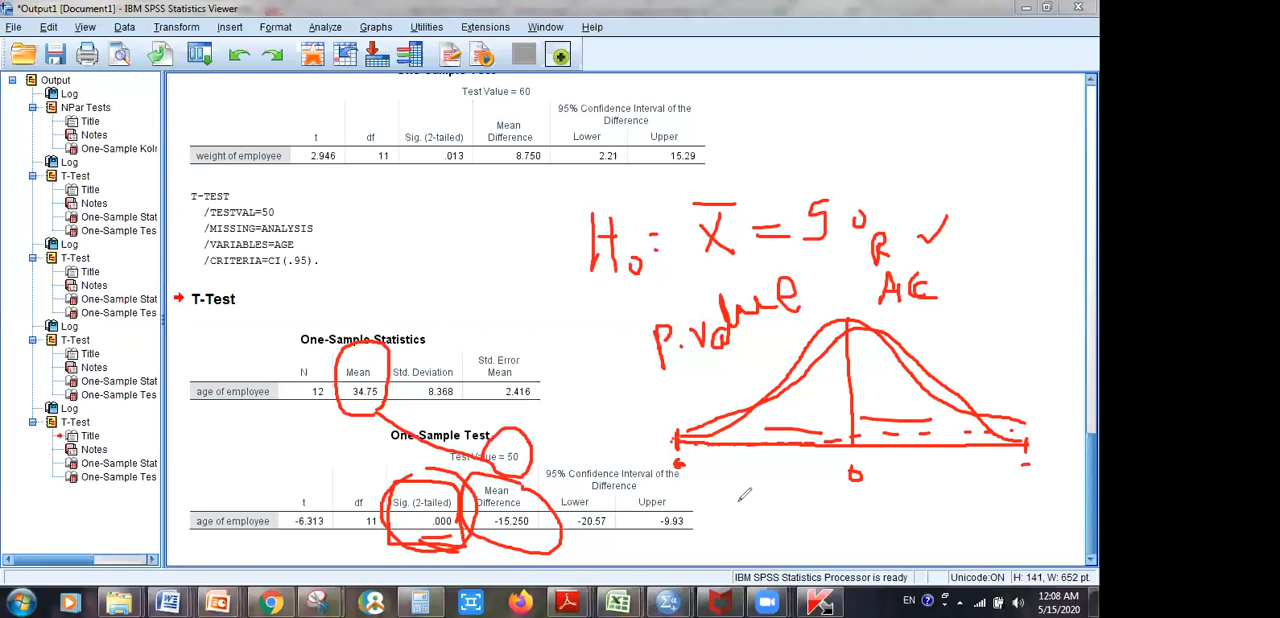 *Output1 [Document1] - IBM SPSS Statistics Viewer
File Edit View Data Transform Insert Format Analyze Graphs Utilities Extensions Window Help
Output
Log
NPar Tests
Title
Notes
One-Sample Kol
Log
T-Test
Title
Notes
One-Sample Stat
One-Sample Tes
Log
T-Test
Title
Notes
One-Sample Stat
One-Sample Tes
Log
T-Test
Title
Notes
One-Sample Stat
One-Sample Tes
Log
T-Test
Title
Notes
One-Sample Stat
One-Sample Tes
One-Sample Test
Test Value = 60
95% Confidence Interval of the Difference
t df Sig. (2-tailed) Mean Difference Lower Upper
weight of employee 2.946 11 .013 8.750 2.21 15.29
T-TEST
/TESTVAL=50
/MISSING=ANALYSIS
/VARIABLES=AGE
/CRITERIA=CI(.95).
T-Test
One-Sample Statistics
N Mean Std. Deviation Std. Error Mean
age of employee 12 34.75 8.368 2.416
One-Sample Test
Test Value = 50
95% Confidence Interval of the Difference
t df Sig. (2-tailed) Mean Difference Lower Upper
age of employee -6.313 11 .000 -15.250 -20.57 -9.93
H0: X̄ = 50 R ✓
AC
P. value
IBM SPSS Statistics Processor is ready Unicode:ON H: 141, W: 652 pt.
EN 12:08 AM
5/15/2020